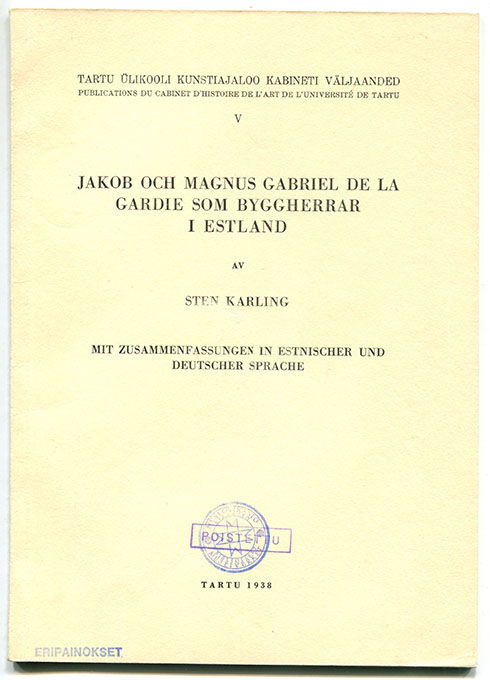 TARTU ÜLIKOOLI KUNSTIAJALOO KABINETI VÄLJAANDED
PUBLICATIONS DU CABINET D'HISTOIRE DE L'ART DE L'UNIVERSITÉ DE TARTU
V
JAKOB OCH MAGNUS GABRIEL DE LA
GARDIE SOM BYGGHERRAR
I ESTLAND
AV
STEN KARLING
MIT ZUSAMMENFASSUNGEN IN ESTNISCHER UND
DEUTSCHER SPRACHE
POISTETTU
TARTU 1938
ERIPAINOKSET